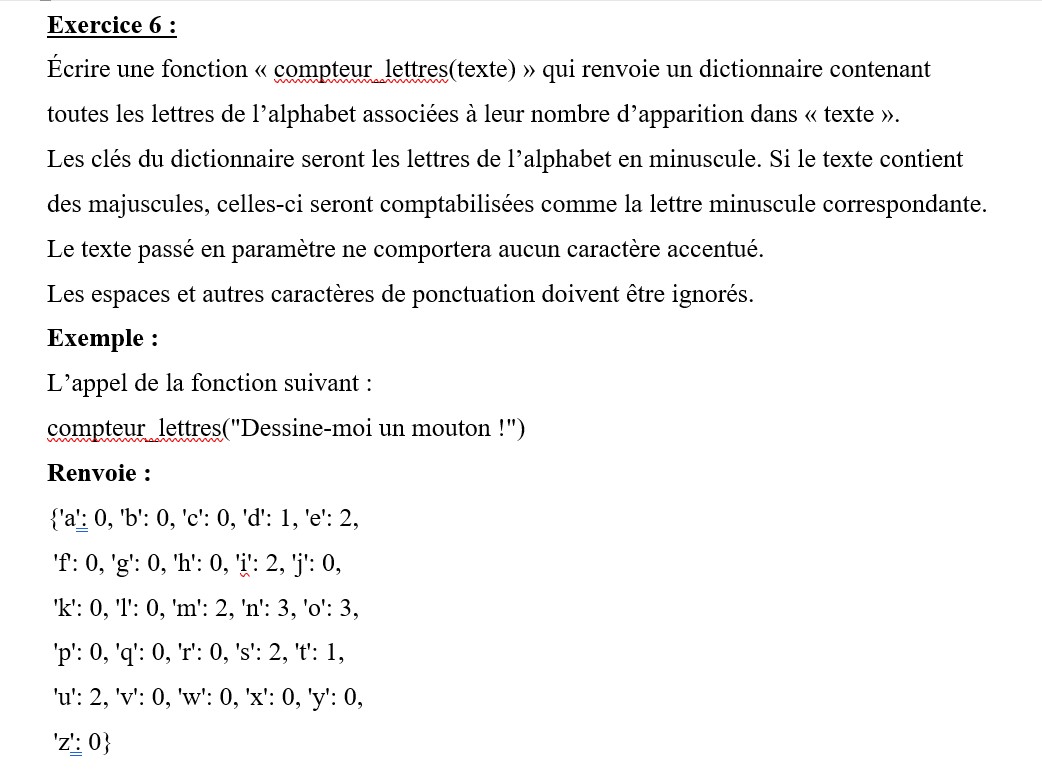 Exercice 6 :
Écrire une fonction « compteur_lettres(texte) » qui renvoie un dictionnaire contenant
toutes les lettres de l’alphabet associées à leur nombre d’apparition dans « texte ».
Les clés du dictionnaire seront les lettres de l’alphabet en minuscule. Si le texte contient
des majuscules, celles-ci seront comptabilisées comme la lettre minuscule correspondante.
Le texte passé en paramètre ne comportera aucun caractère accentué.
Les espaces et autres caractères de ponctuation doivent être ignorés.
Exemple :
L’appel de la fonction suivant :
compteur_lettres("Dessine-moi un mouton !")
Renvoie :
{'a': 0, 'b': 0, 'c': 0, 'd': 1, 'e': 2,
'f': 0, 'g': 0, 'h': 0, 'i': 2, 'j': 0,
'k': 0, 'l': 0, 'm': 2, 'n': 3, 'o': 3,
'p': 0, 'q': 0, 'r': 0, 's': 2, 't': 1,
'u': 2, 'v': 0, 'w': 0, 'x': 0, 'y': 0,
'z': 0}